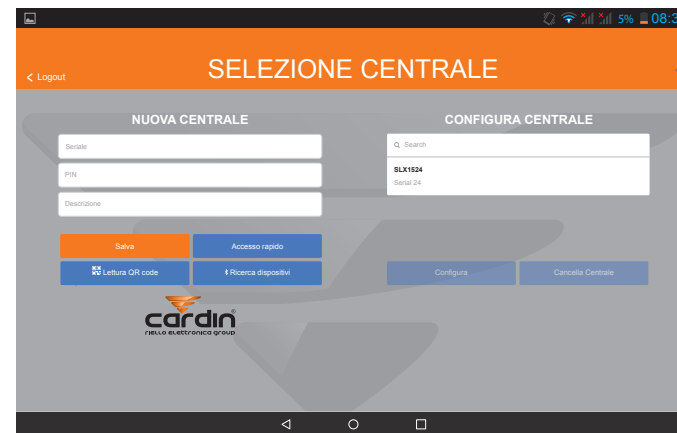 5% 08:3
Logout
SELEZIONE CENTRALE
NUOVA CENTRALE
Seriale
PIN
Descrizione
Salva
Accesso rapido
Lettura QR code
Ricerca dispositivi
cardin
riello elettronica group
CONFIGURA CENTRALE
Search
SLX1524
Serial 24
Configura
Cancella Centrale